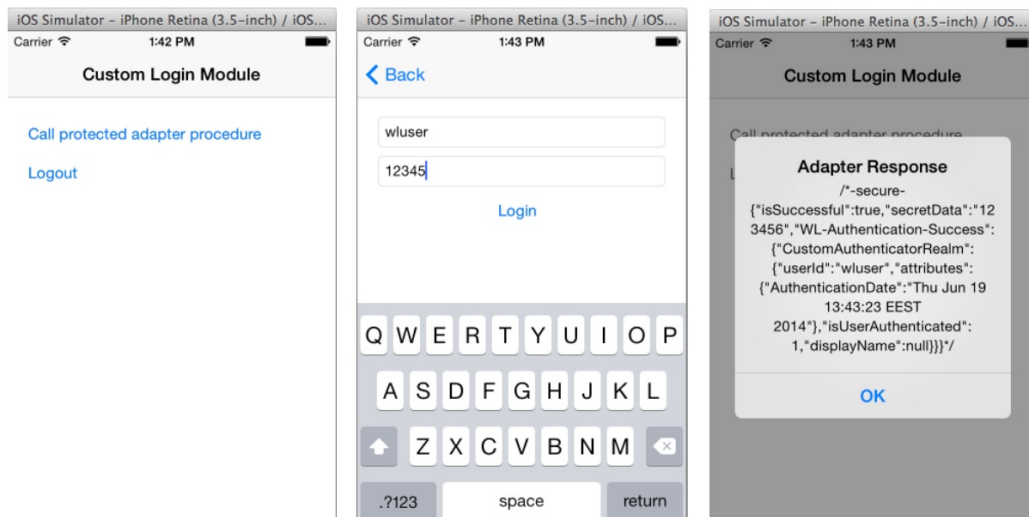 iOS Simulator - iPhone Retina (3.5-inch) / iOS...
Carrier
1:42 PM
Custom Login Module
Call protected adapter procedure
Logout
iOS Simulator - iPhone Retina (3.5-inch) / iOS...
Carrier
1:43 PM
Back
wluser
12345
Login
Q W E R T Y U I O P
A S D F G H J K L
Z X C V B N M
.?123 space return
iOS Simulator - iPhone Retina (3.5-inch) / iOS...
Carrier
1:43 PM
Custom Login Module
Call protected adapter procedure
L
Adapter Response
/*-secure-
{"isSuccessful":true,"secretData":"12
3456","WL-Authentication-Success":
{"CustomAuthenticatorRealm":
{"userId":"wluser","attributes":
{"AuthenticationDate":"Thu Jun 19
13:43:23 EEST
2014"},"isUserAuthenticated":
1,"displayName":null}}}*/
OK